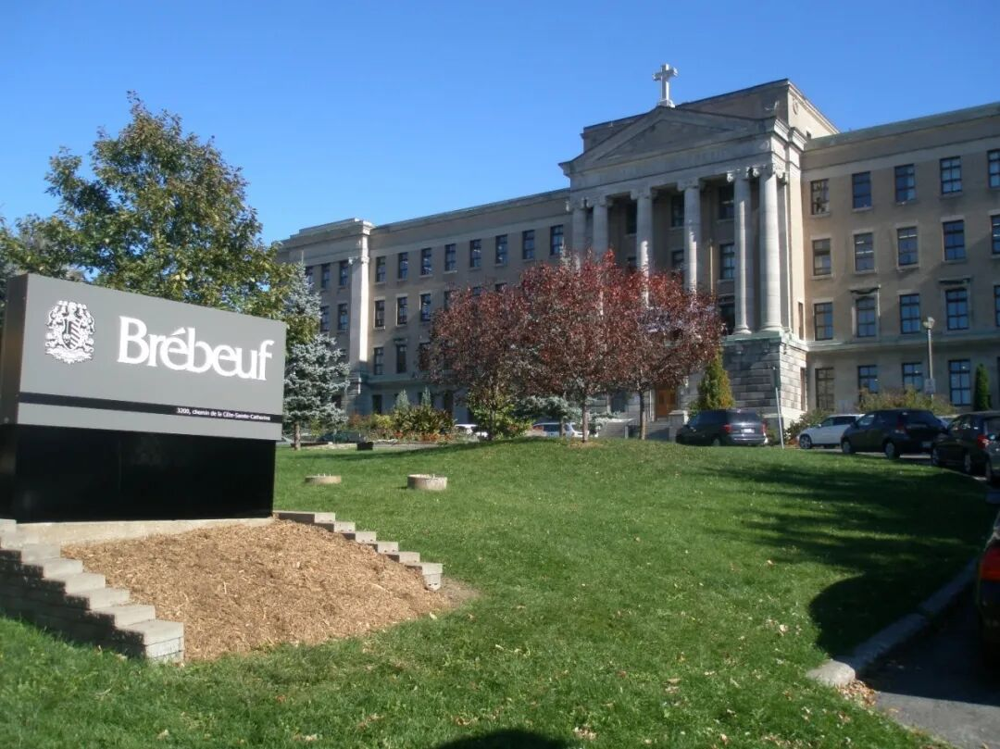 Brébeuf
3200, chemin de la Côte-Sainte-Catherine